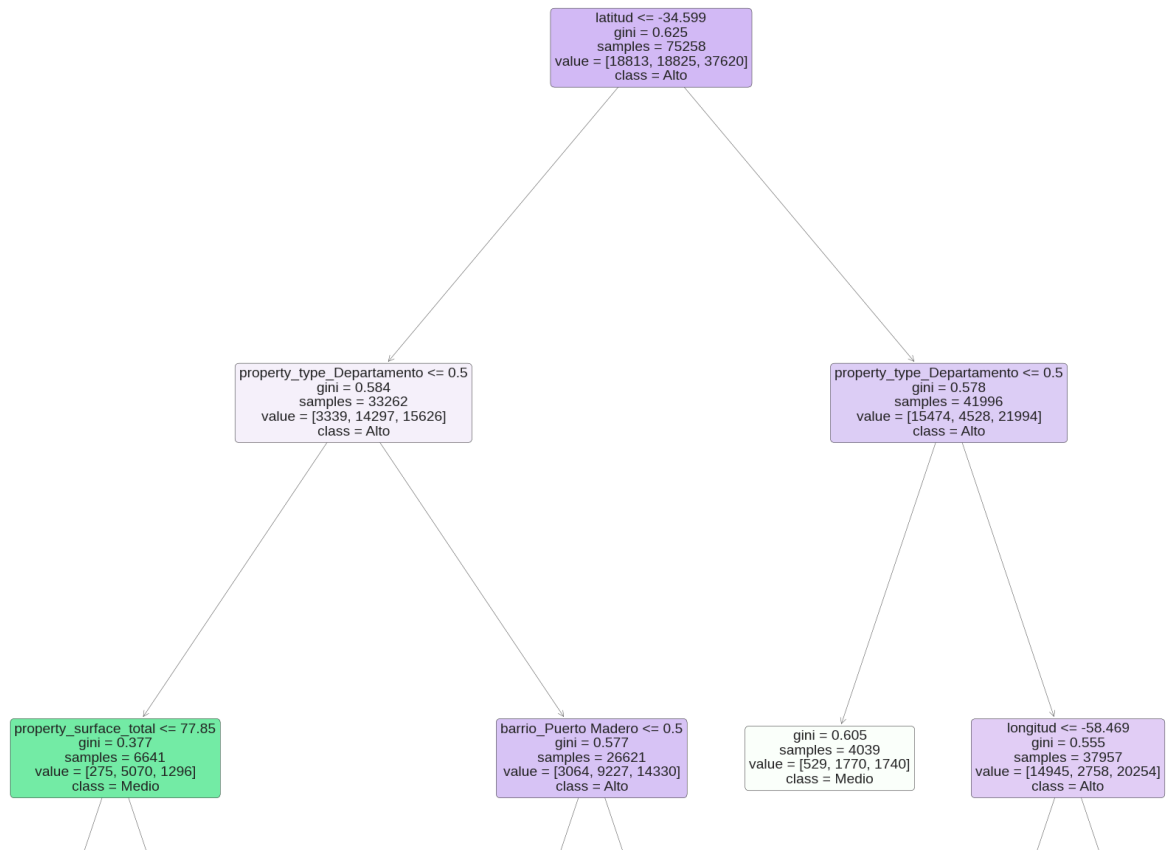 latitud <= -34.599
gini = 0.625
samples = 75258
value = [18813, 18825, 37620]
class = Alto
property_type_Departamento <= 0.5
gini = 0.584
samples = 33262
value = [3339, 14297, 15626]
class = Alto
property_type_Departamento <= 0.5
gini = 0.578
samples = 41996
value = [15474, 4528, 21994]
class = Alto
property_surface_total <= 77.85
gini = 0.377
samples = 6641
value = [275, 5070, 1296]
class = Medio
barrio_Puerto Madero <= 0.5
gini = 0.577
samples = 26621
value = [3064, 9227, 14330]
class = Alto
gini = 0.605
samples = 4039
value = [529, 1770, 1740]
class = Medio
longitud <= -58.469
gini = 0.555
samples = 37957
value = [14945, 2758, 20254]
class = Alto